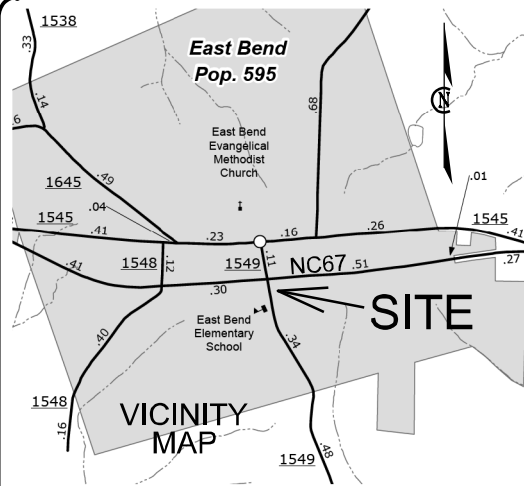 1538
.33
.14
6
East Bend
Pop. 595
.68
N
East Bend
Evangelical
Methodist
Church
.49
1645
1545
.04
.41
.23
.16
.26
.01
1545
.41
.27
.41
1548
.12
1549
.11
NC67
.51
.30
SITE
East Bend
Elementary
School
.40
.34
1548
.16
VICINITY
MAP
1549
.48